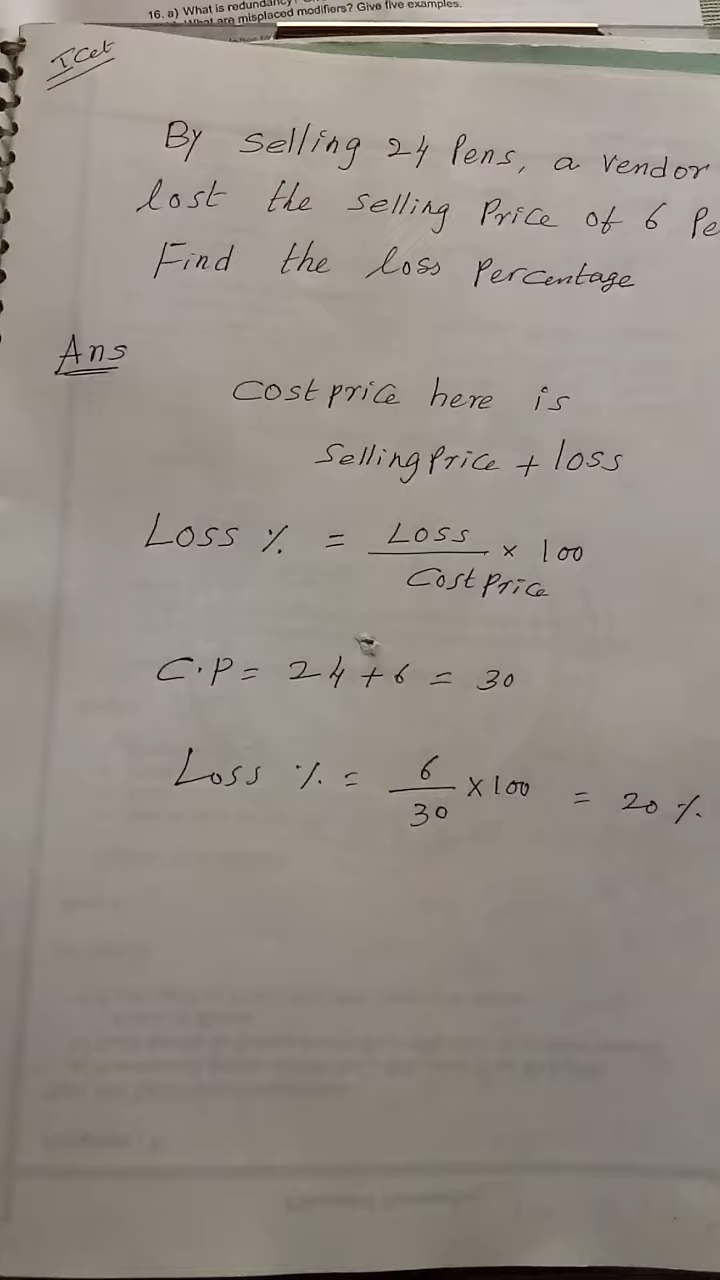 16. a) What is redundancy?
What are misplaced modifiers? Give five examples.
ICet
By Selling 24 Pens, a Vendor
lost the Selling Price of 6 Pe
Find the loss Percentage
Ans
Cost price here is
Selling Price + loss
Loss % = Loss / Cost Price × 100
C.P = 24 + 6 = 30
Loss % = 6 / 30 × 100 = 20 %